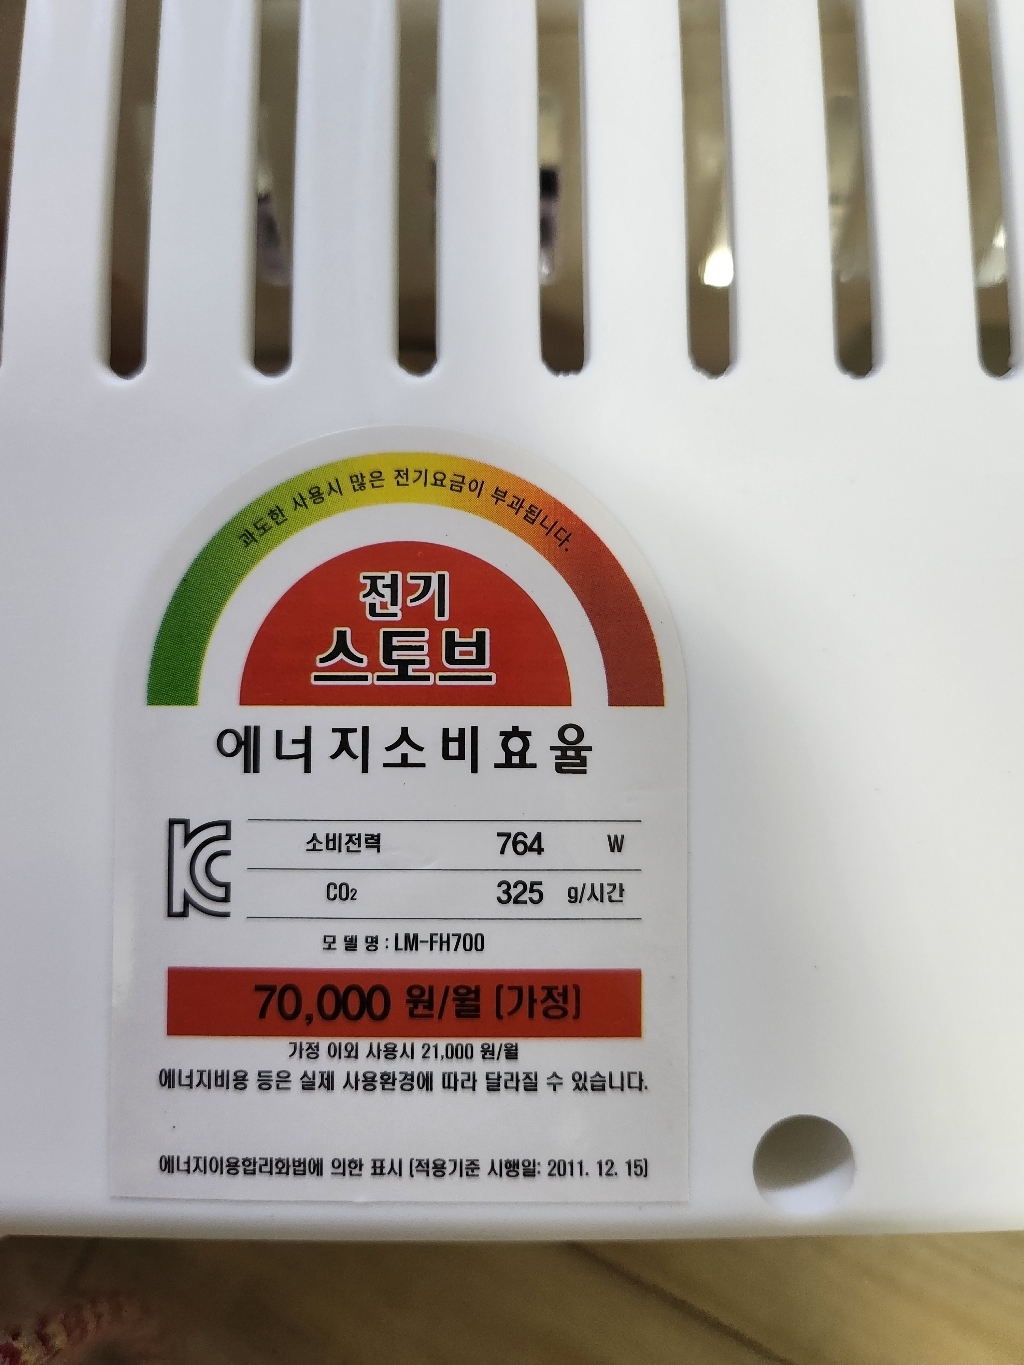 과도한 사용시 많은 전기요금이 부과됩니다.
전기
스토브
에너지소비효율
소비전력 764 W
CO₂ 325 g/시간
모 델 명 : LM-FH700
70,000 원/월 (가정)
가정 이외 사용시 21,000 원/월
에너지비용 등은 실제 사용환경에 따라 달라질 수 있습니다.
에너지이용합리화법에 의한 표시 (적용기준 시행일: 2011. 12. 15)